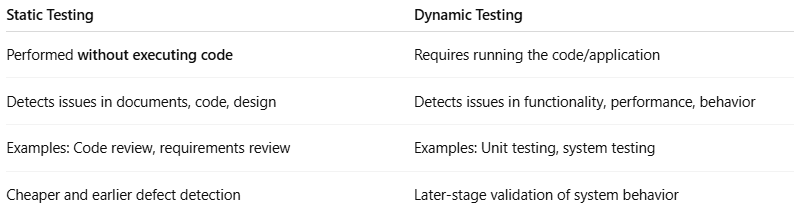 Static Testing Dynamic Testing
Performed without executing code Requires running the code/application
Detects issues in documents, code, design Detects issues in functionality, performance, behavior
Examples: Code review, requirements review Examples: Unit testing, system testing
Cheaper and earlier defect detection Later-stage validation of system behavior